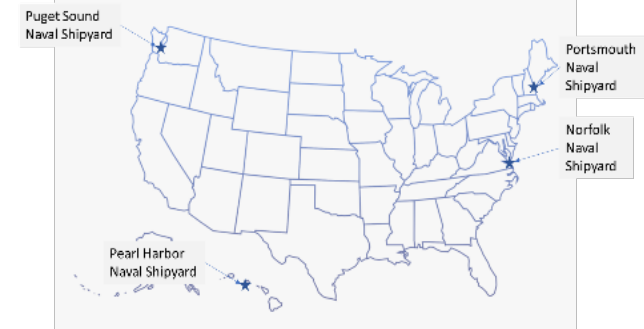 Puget Sound
Naval Shipyard
Portsmouth
Naval
Shipyard
Norfolk
Naval
Shipyard
Pearl Harbor
Naval Shipyard